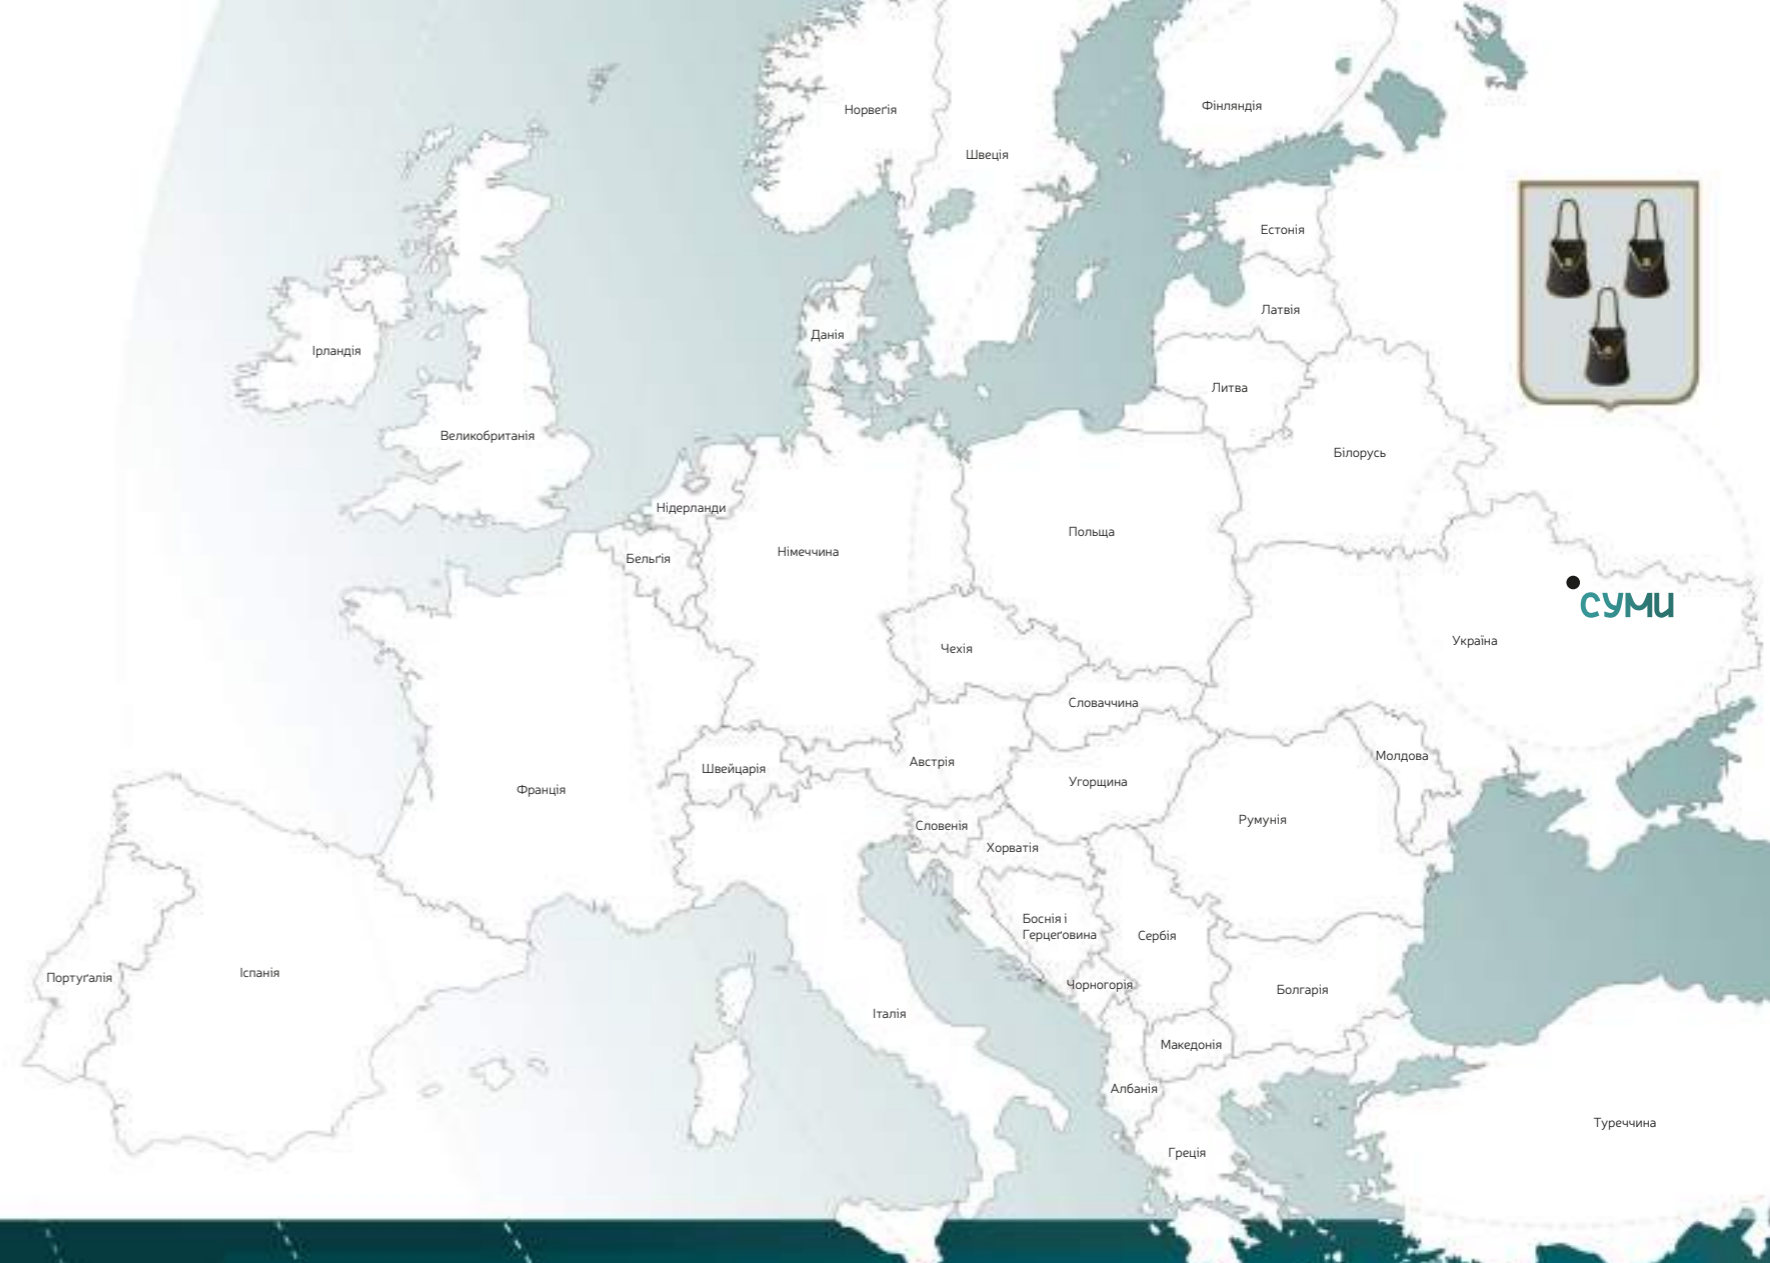 Норвегія
Фінляндія
Швеція
Естонія
Латвія
Данія
Ірландія
Литва
Великобританія
Білорусь
Нідерланди
Польща
Німеччина
Бельгія
СУМИ
Україна
Чехія
Словаччина
Молдова
Австрія
Швейцарія
Угорщина
Франція
Румунія
Словенія
Хорватія
Боснія і
Герцеговина
Сербія
Іспанія
Портуґалія
Чорногорія
Болгарія
Італія
Македонія
Албанія
Туреччина
Греція